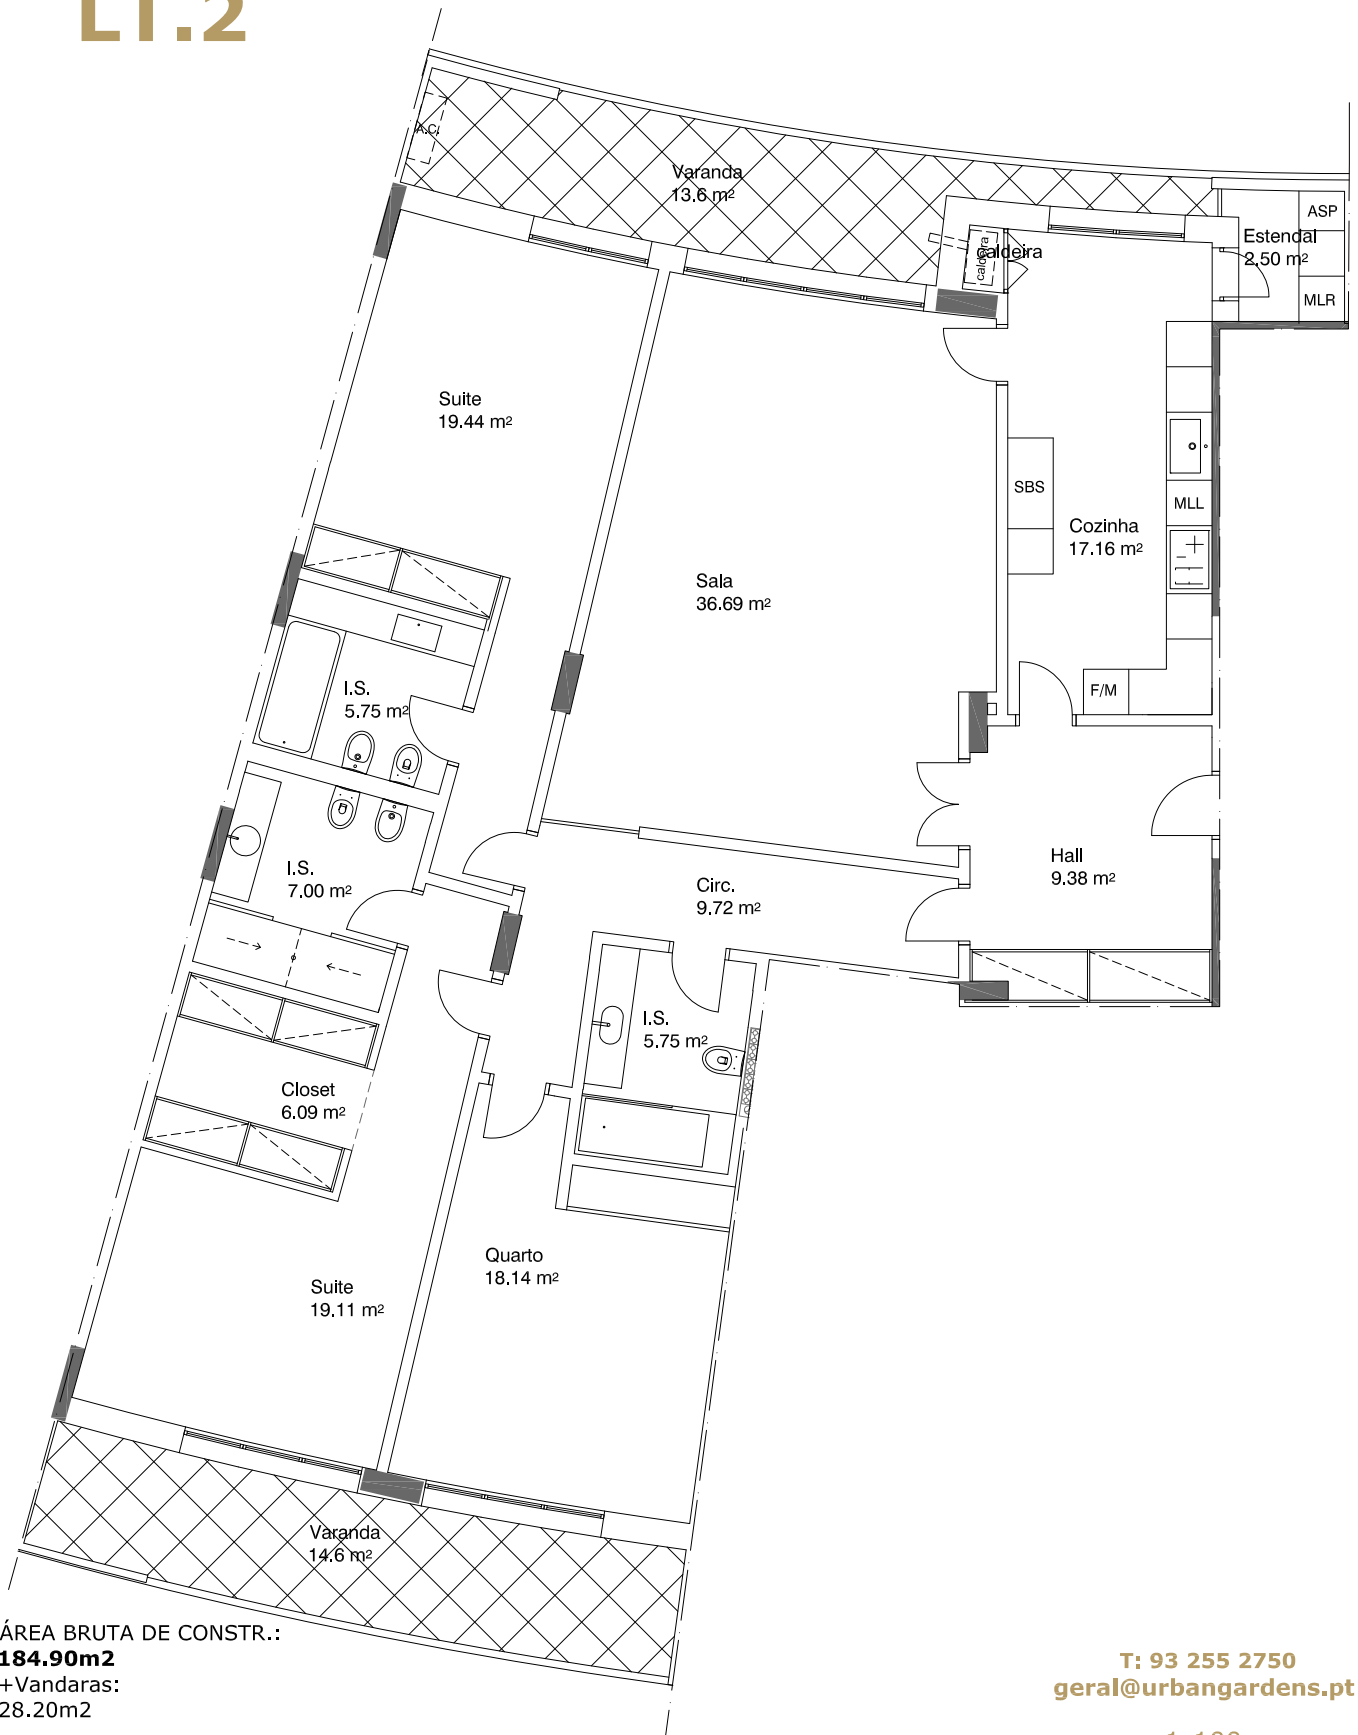 LT.2
A.C.
Varanda
13.6 m²
ASP
Estendal
2.50 m²
caldeira
caldeira
MLR
Suite
19.44 m²
SBS
MLL
Cozinha
17.16 m²
Sala
36.69 m²
I.S.
5.75 m²
F/M
I.S.
7.00 m²
Hall
9.38 m²
Circ.
9.72 m²
I.S.
5.75 m²
Closet
6.09 m²
Quarto
18.14 m²
Suite
19.11 m²
Varanda
14.6 m²
ÁREA BRUTA DE CONSTR.:
184.90m2
+Vandaras:
28.20m2
T: 93 255 2750
geral@urbangardens.pt